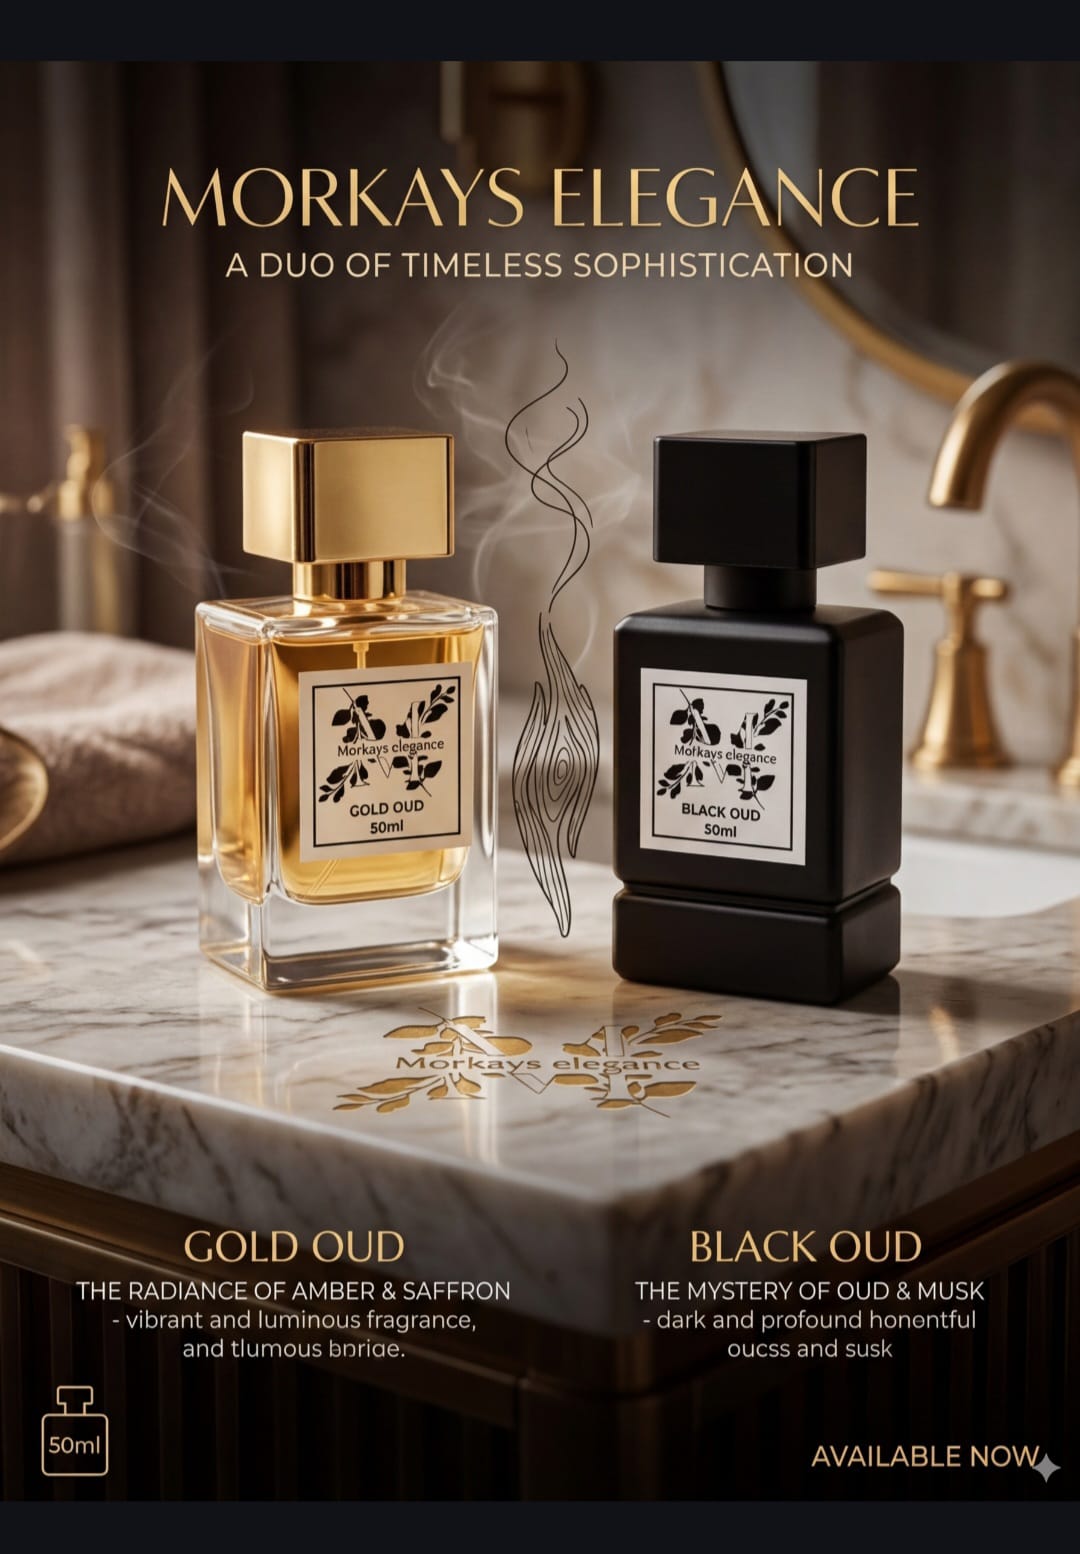 MORKAYS ELEGANCE
A DUO OF TIMELESS SOPHISTICATION
Morkays elegance
GOLD OUD
50ml
Morkays elegance
BLACK OUD
50ml
Morkays elegance
GOLD OUD
THE RADIANCE OF AMBER & SAFFRON
- vibrant and luminous fragrance,
and tlumous bnride.
BLACK OUD
THE MYSTERY OF OUD & MUSK
- dark and profound honentful
oucss and susk
50ml
AVAILABLE NOW